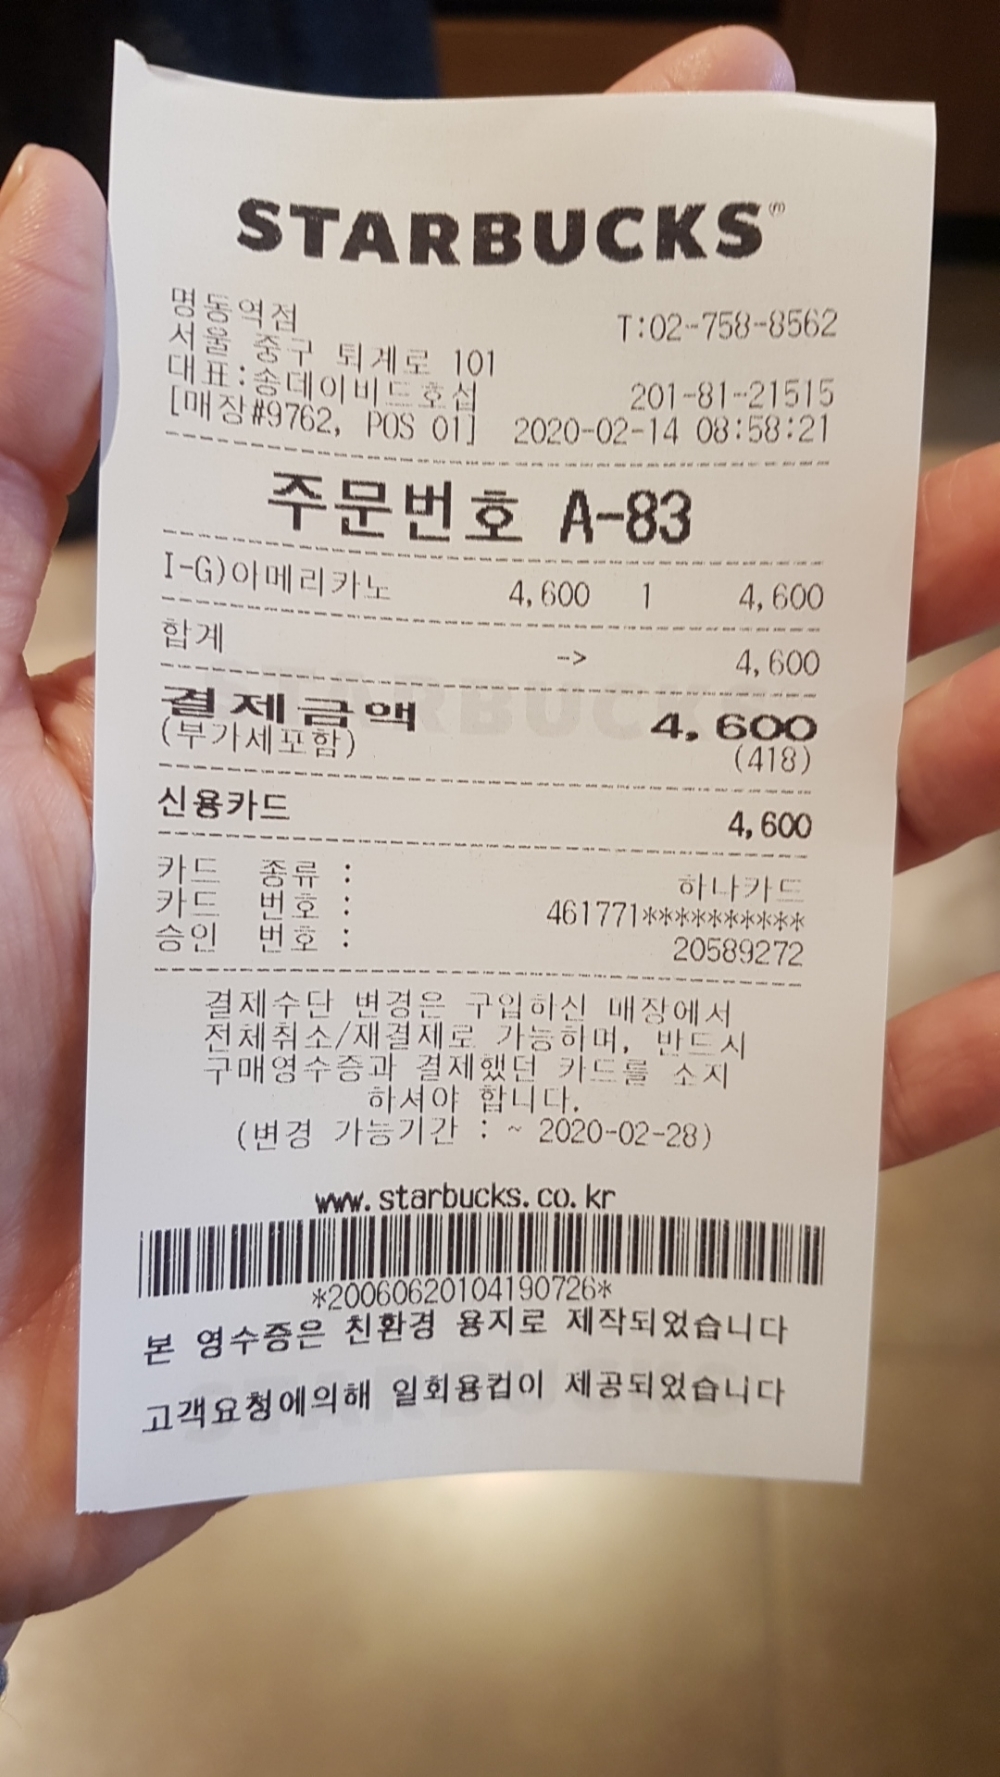 STARBUCKS
명동역점 T:02-758-8562
서울 중구 퇴계로 101
대표:송데이비드호섭 201-81-21515
[매장#9762, POS 01] 2020-02-14 08:58:21
주문번호 A-83
I-G)아메리카노 4,600 1 4,600
합계 -> 4,600
결제금액 4,600
(부가세포함) (418)
신용카드 4,600
카드 종류 : 하나카드
카드 번호 : 461771**********
승인 번호 : 20589272
결제수단 변경은 구입하신 매장에서
전체취소/재결제로 가능하며, 반드시
구매영수증과 결제했던 카드를 소지
하셔야 합니다.
(변경 가능기간 : ~ 2020-02-28)
www.starbucks.co.kr
*20060620104190726*
본 영수증은 친환경 용지로 제작되었습니다
고객요청에의해 일회용컵이 제공되었습니다